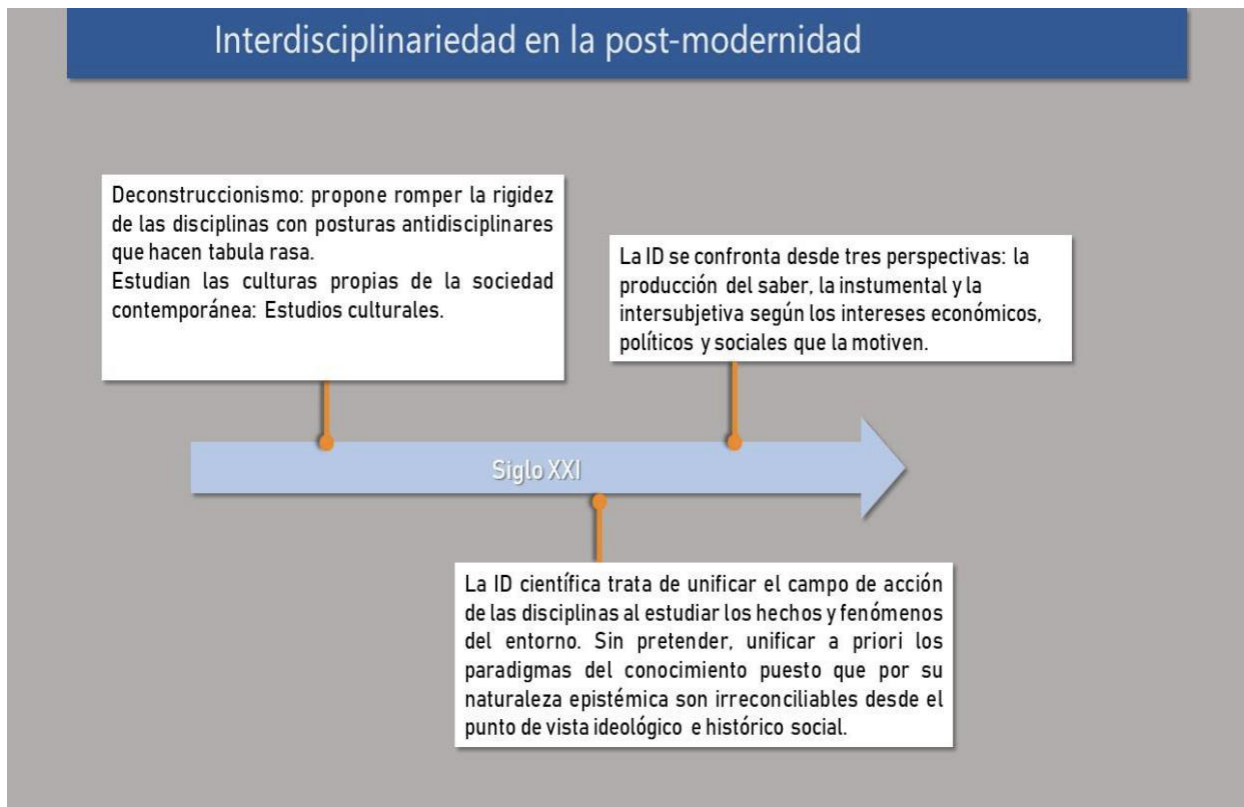 Interdisciplinariedad en la post-modernidad
Deconstruccionismo: propone romper la rigidez
de las disciplinas con posturas antidisciplinares
que hacen tabula rasa.
Estudian las culturas propias de la sociedad
contemporánea: Estudios culturales.
La ID se confronta desde tres perspectivas: la
producción del saber, la instumental y la
intersubjetiva según los intereses económicos,
políticos y sociales que la motiven.
Siglo XXI
La ID científica trata de unificar el campo de acción
de las disciplinas al estudiar los hechos y fenómenos
del entorno. Sin pretender, unificar a priori los
paradigmas del conocimiento puesto que por su
naturaleza epistémica son irreconciliables desde el
punto de vista ideológico e histórico social.